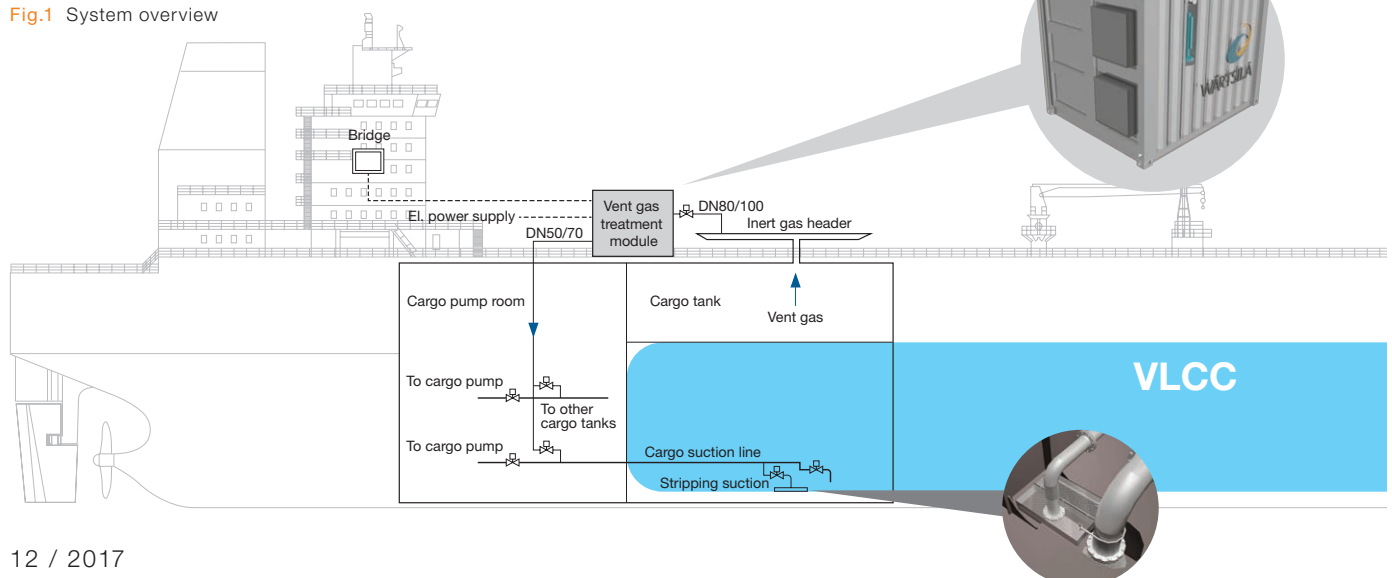 Fig.1 System overview
WÄRTSILÄ
Bridge
El. power supply
Vent gas
treatment
module
DN80/100
Inert gas header
DN50/70
Cargo pump room
Cargo tank
Vent gas
VLCC
To cargo pump
To other
cargo tanks
To cargo pump
Cargo suction line
Stripping suction
12 / 2017